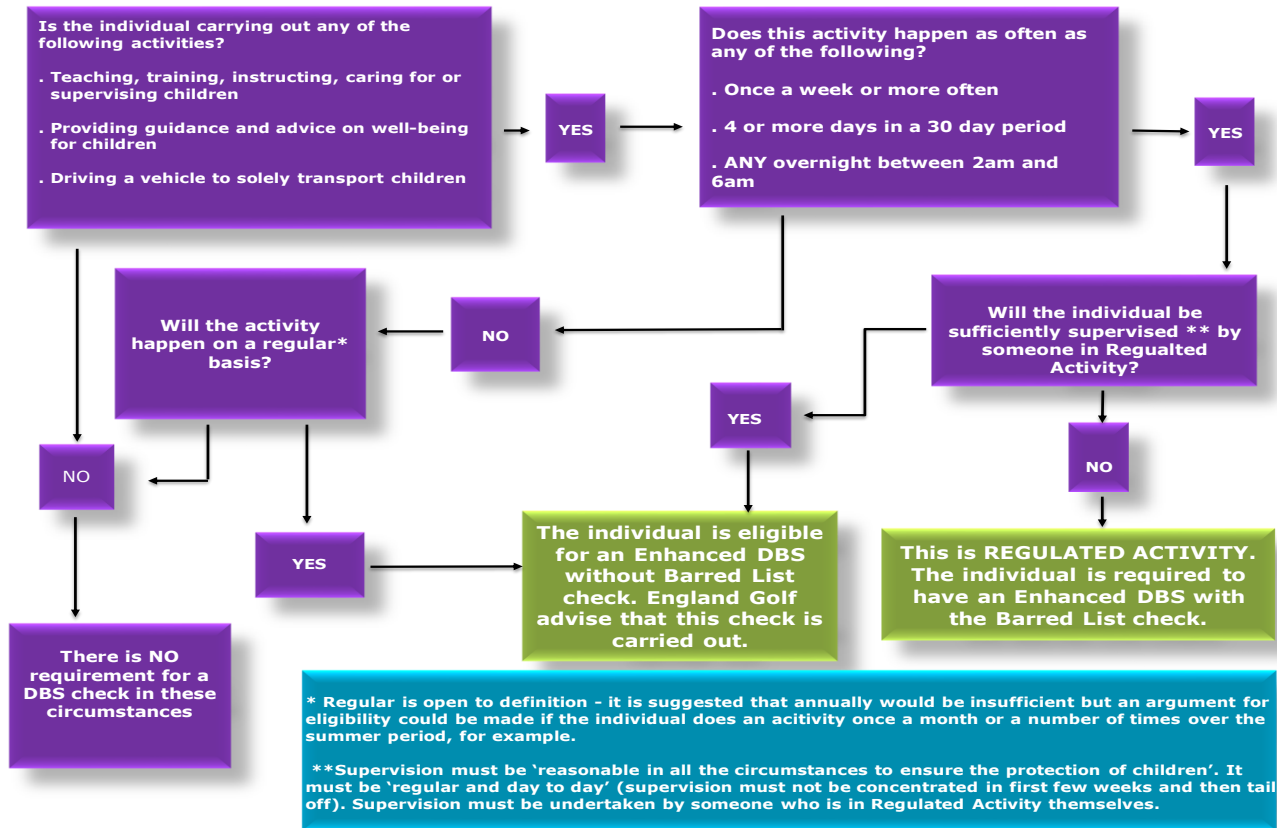 Is the individual carrying out any of the
following activities?
. Teaching, training, instructing, caring for or
supervising children
. Providing guidance and advice on well-being
for children
. Driving a vehicle to solely transport children
YES
Does this activity happen as often as
any of the following?
. Once a week or more often
. 4 or more days in a 30 day period
. ANY overnight between 2am and
6am
YES
Will the activity
happen on a regular*
basis?
NO
Will the individual be
sufficiently supervised ** by
someone in Regualted
Activity?
YES
NO
NO
YES
The individual is eligible
for an Enhanced DBS
without Barred List
check. England Golf
advise that this check is
carried out.
This is REGULATED ACTIVITY.
The individual is required to
have an Enhanced DBS with
the Barred List check.
There is NO
requirement for a
DBS check in these
circumstances
* Regular is open to definition - it is suggested that annually would be insufficient but an argument for
eligibility could be made if the individual does an acitivity once a month or a number of times over the
summer period, for example.
**Supervision must be ‘reasonable in all the circumstances to ensure the protection of children’. It
must be ‘regular and day to day’ (supervision must not be concentrated in first few weeks and then tail
off). Supervision must be undertaken by someone who is in Regulated Activity themselves.